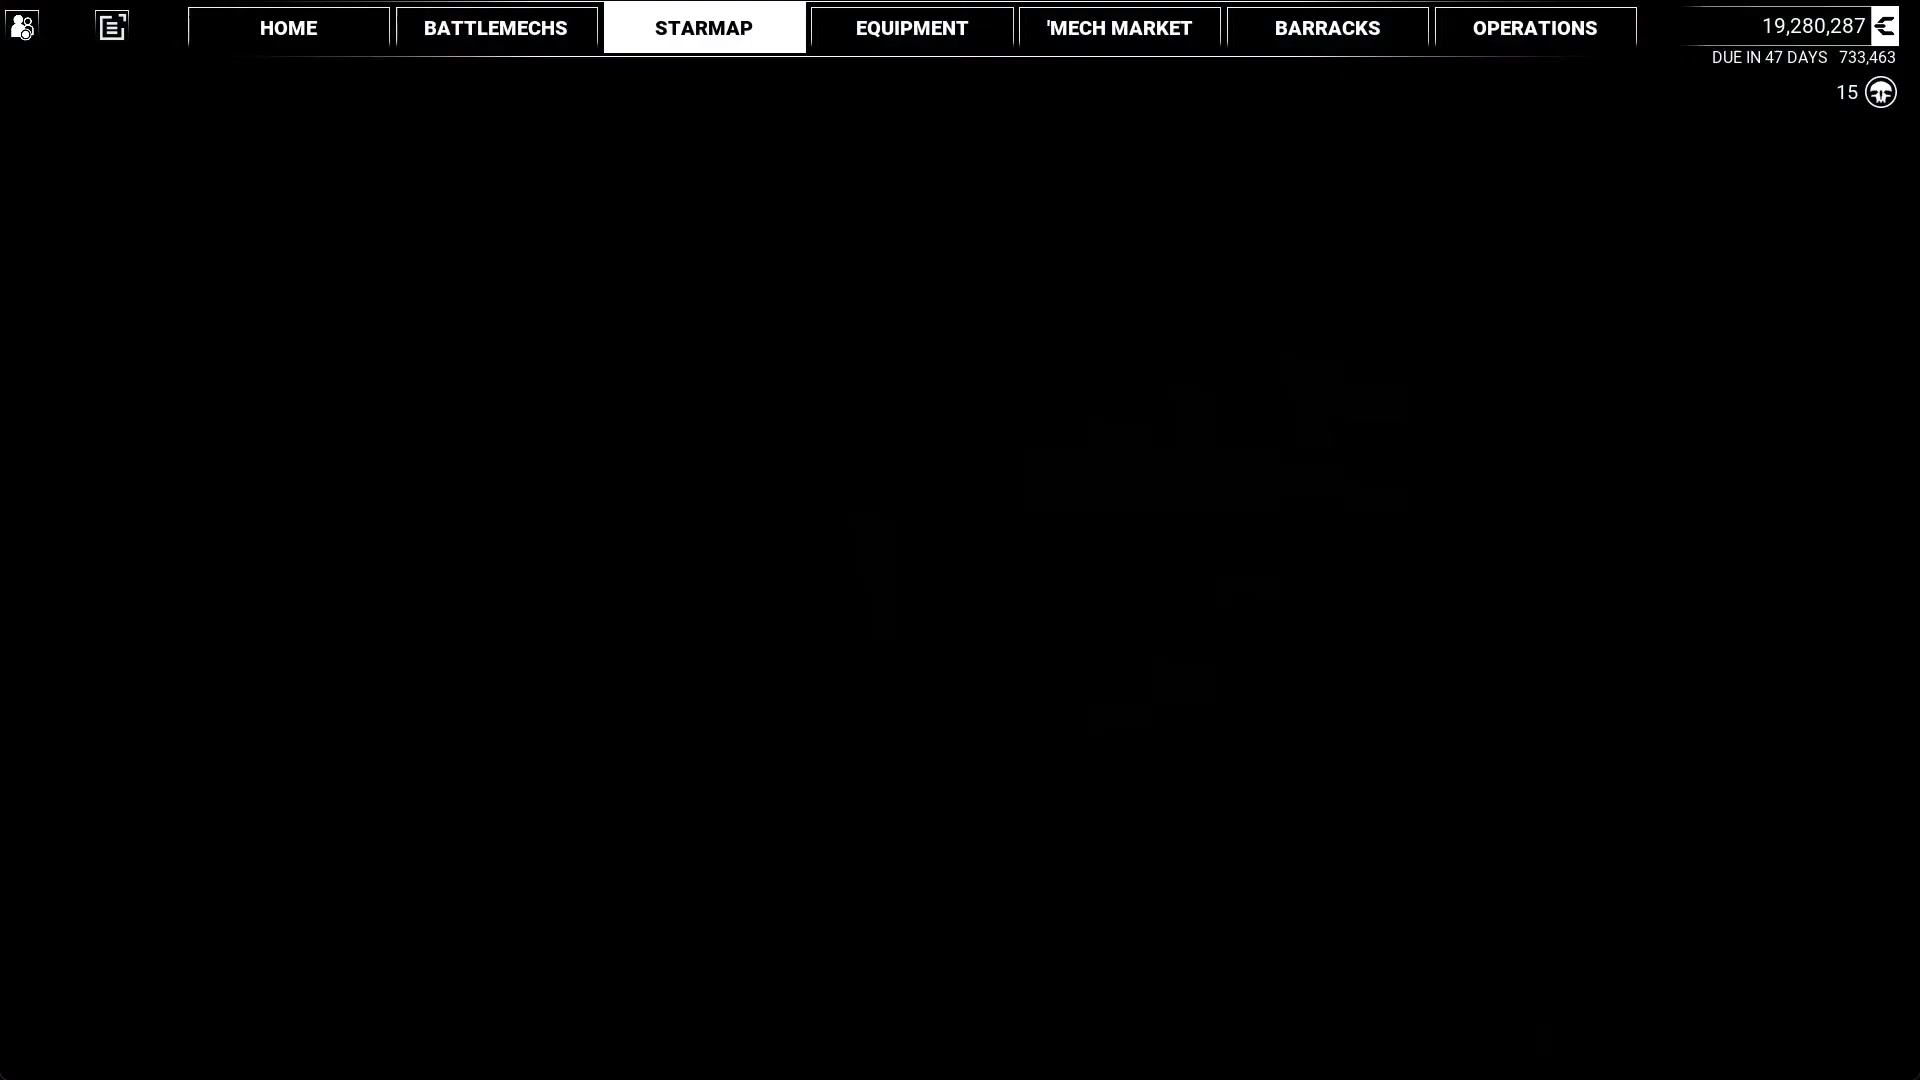 HOME
BATTLEMECHS
STARMAP
EQUIPMENT
'MECH MARKET
BARRACKS
OPERATIONS
19,280,287
DUE IN 47 DAYS 733,463
15